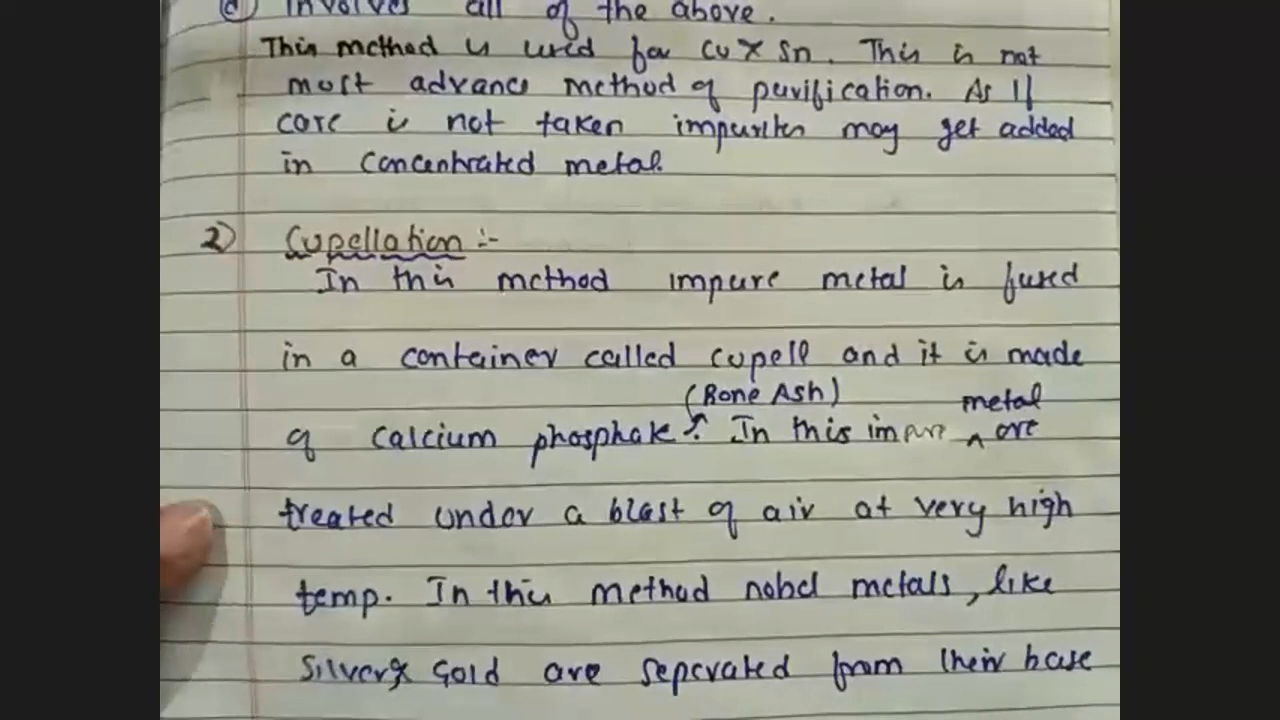 d) Involves all of the above.
This method is used for Cu & Sn. This is not
most advance method of purification. As If
care is not taken impurites may get added
in concentrated metal.
2) Cupellation :-
In this method impure metal is fused
in a container called cupell and it is made
(Bone Ash) metal
of calcium phosphate. In this impure ^ are
treated under a blast of air at very high
temp. In this method nobel metals, like
Silver & Gold are seperated from their base